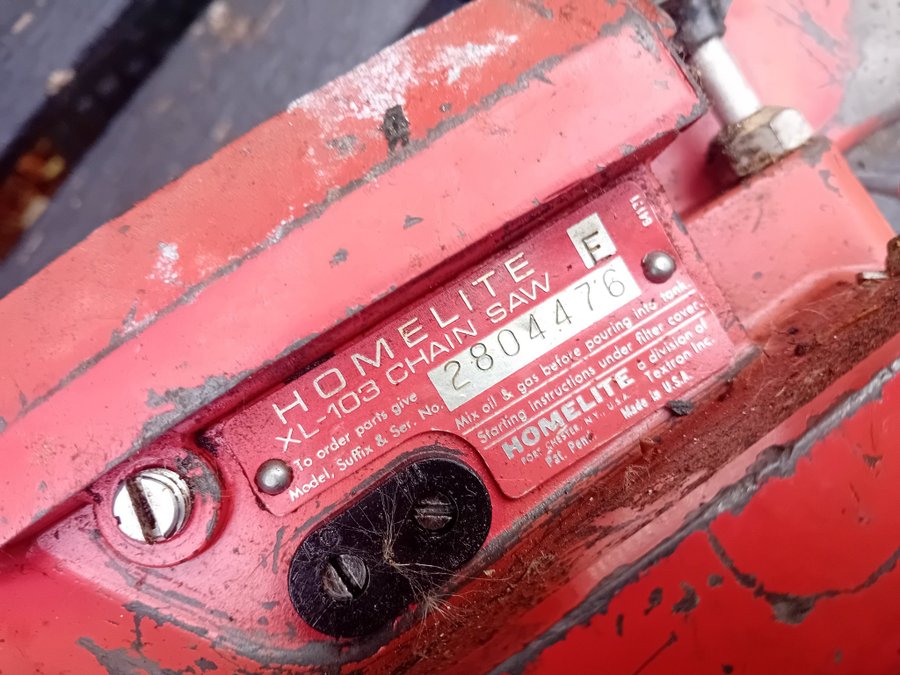 HOMELITE E
XL-103 CHAIN SAW
To order parts give
Model, Suffix & Ser. No. 2804476
Mix oil & gas before pouring into tank.
Starting instructions under filter cover.
HOMELITE a division of
PORT CHESTER, N.Y., U.S.A. Textron Inc.
Pat. Pen. Made in U.S.A.